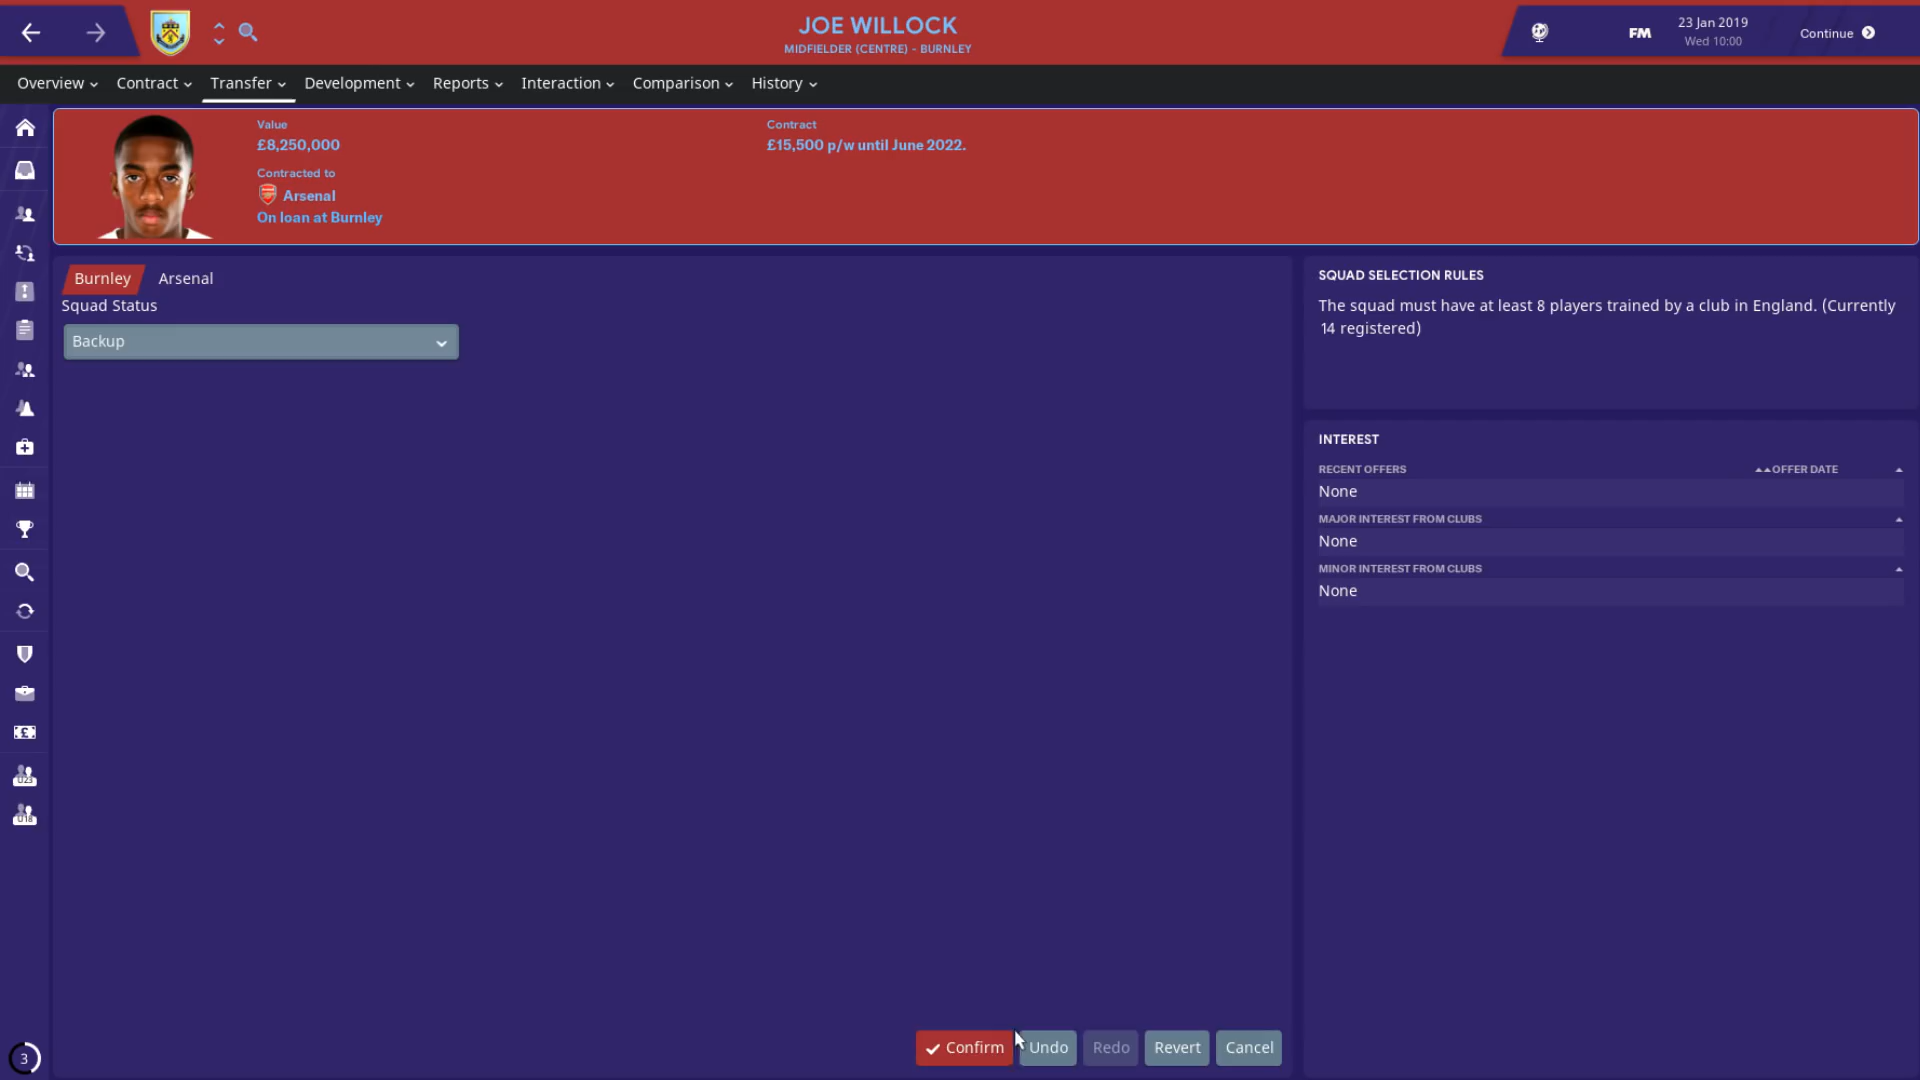 JOE WILLOCK
MIDFIELDER (CENTRE) - BURNLEY
FM
23 Jan 2019
Wed 10:00
Continue
Overview
Contract
Transfer
Development
Reports
Interaction
Comparison
History
Value
£8,250,000
Contracted to
Arsenal
On loan at Burnley
Contract
£15,500 p/w until June 2022.
Burnley
Arsenal
Squad Status
Backup
SQUAD SELECTION RULES
The squad must have at least 8 players trained by a club in England. (Currently
14 registered)
INTEREST
RECENT OFFERS
OFFER DATE
None
MAJOR INTEREST FROM CLUBS
None
MINOR INTEREST FROM CLUBS
None
U23
U18
3
Confirm
Undo
Redo
Revert
Cancel